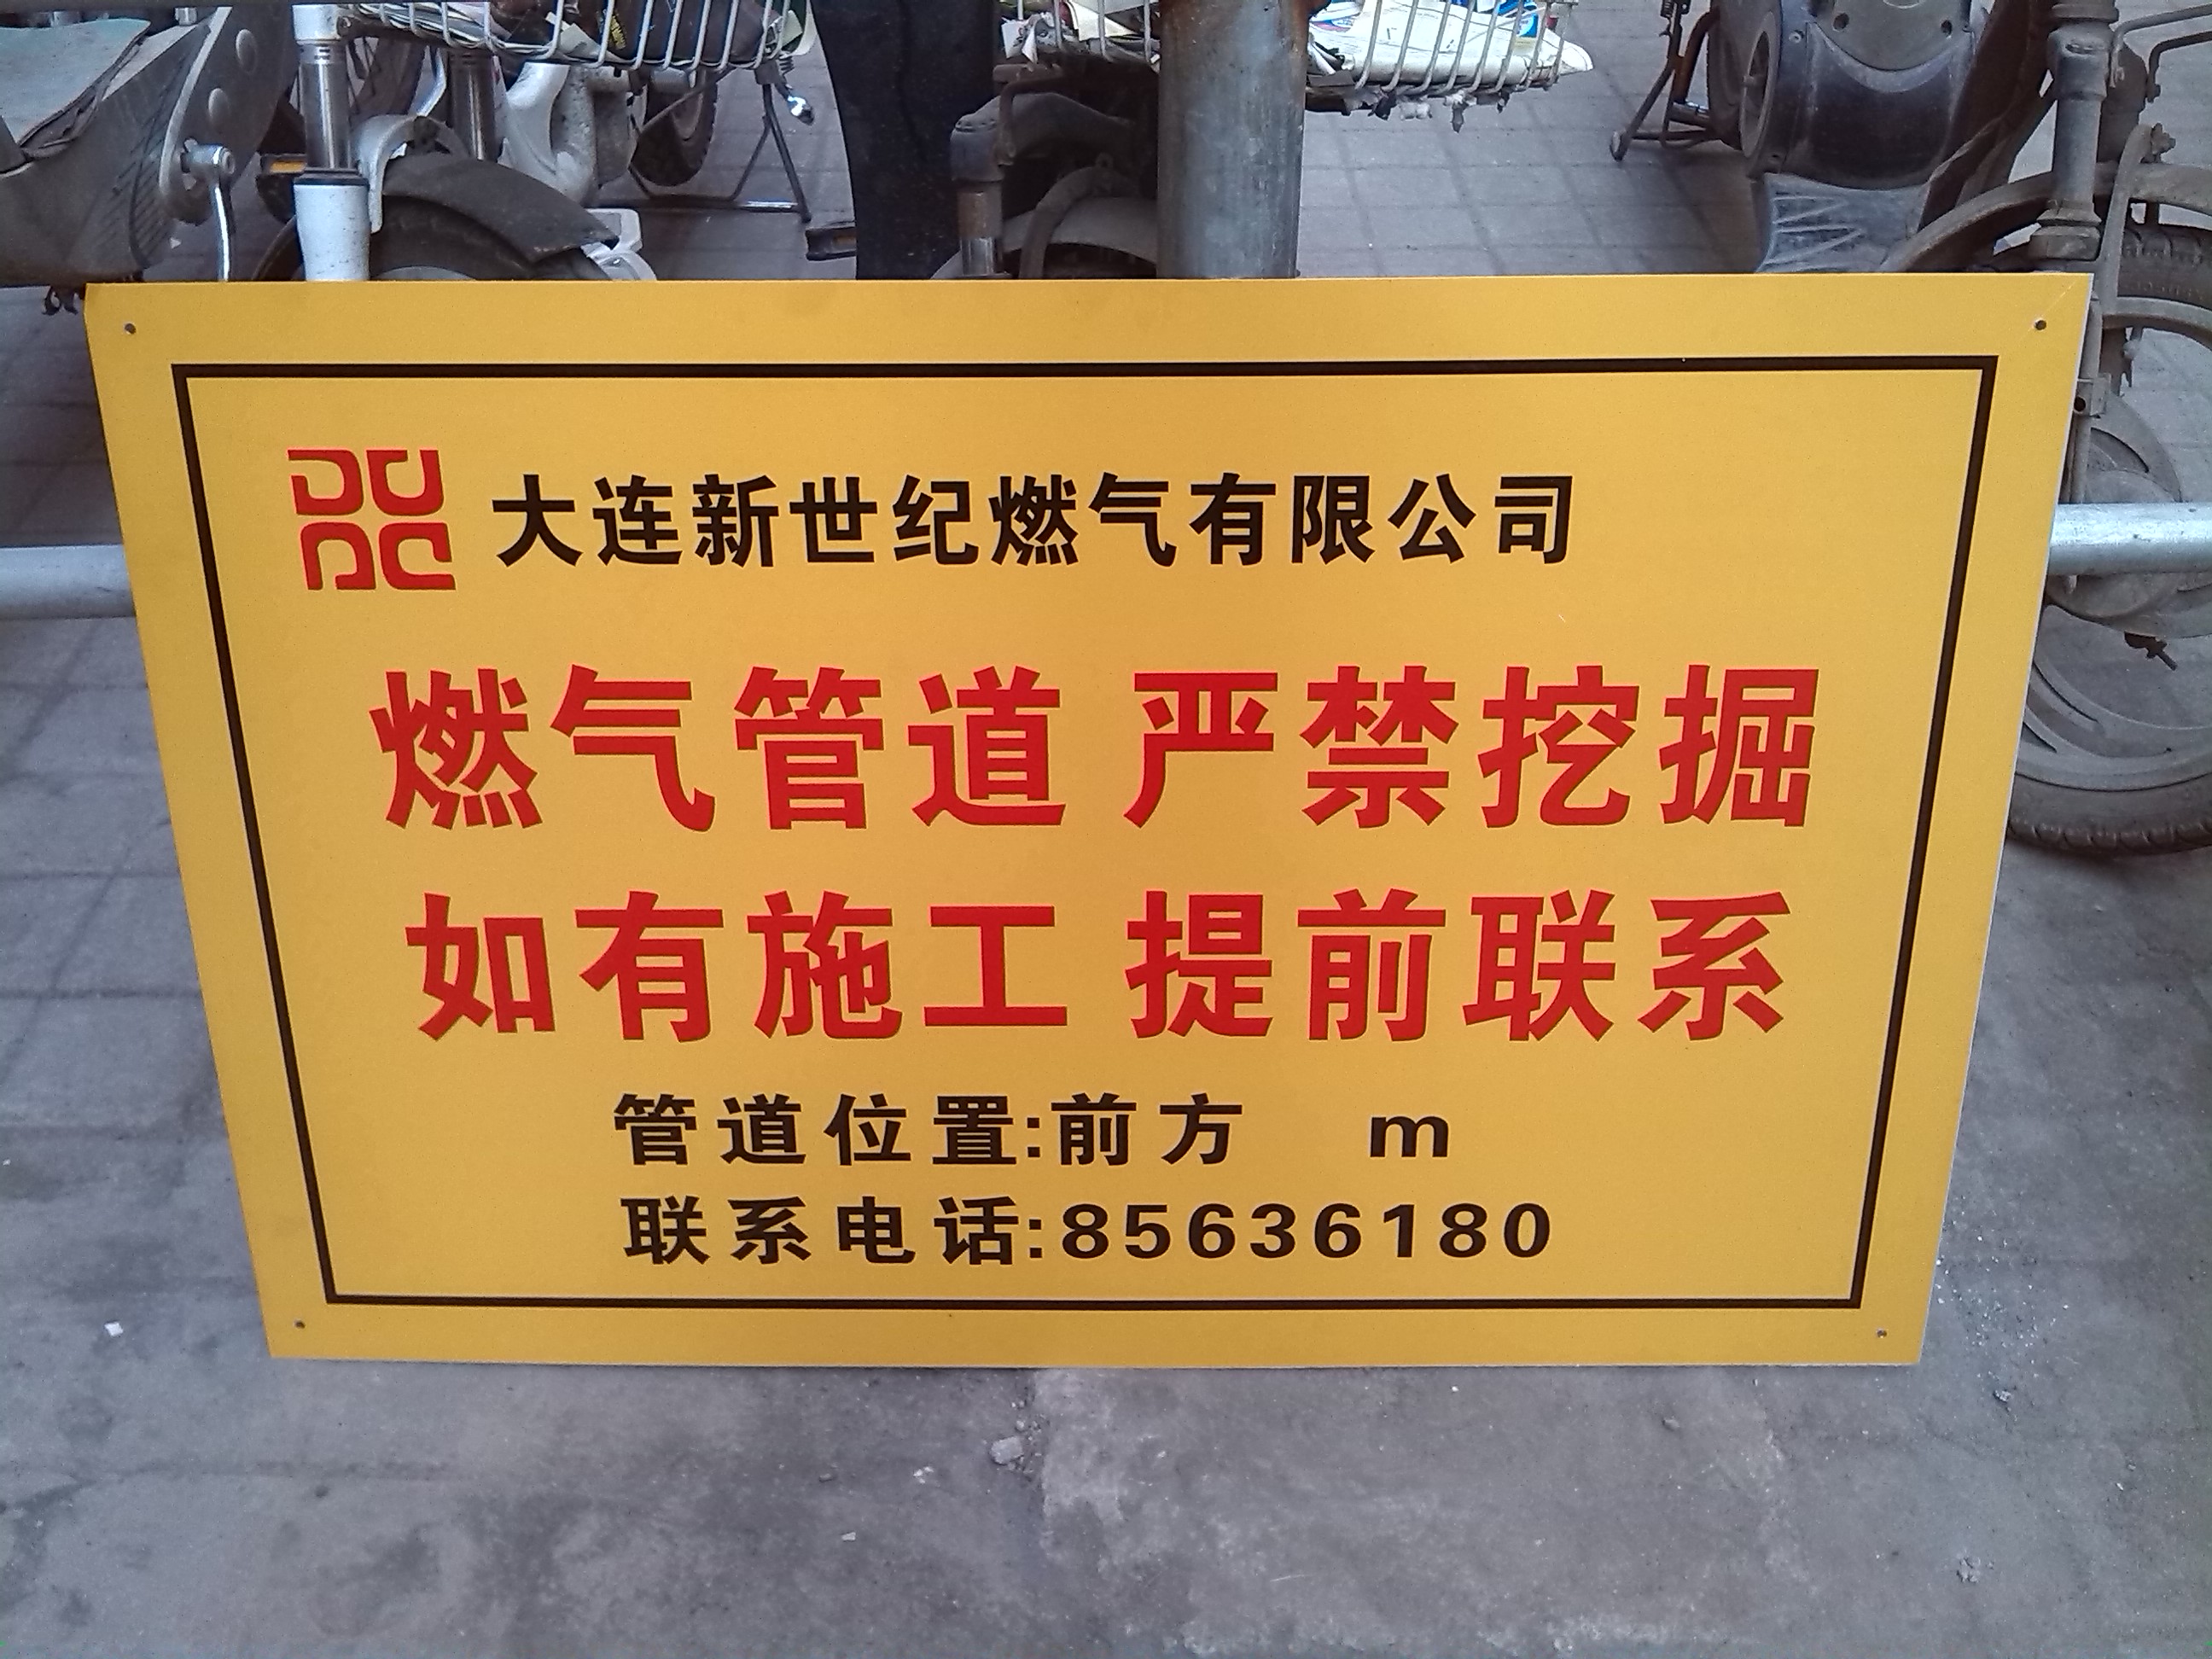 大连新世纪燃气有限公司
燃气管道 严禁挖掘
如有施工 提前联系
管道位置:前方 m
联系电话:85636180